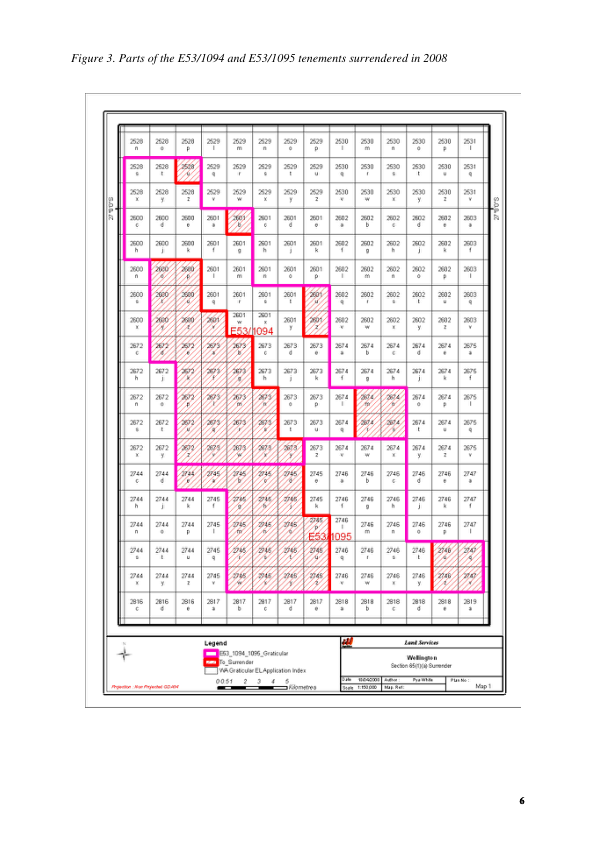 Figure 3. Parts of the E53/1094 and E53/1095 tenements surrendered in 2008
2528 2528 2528 2529 2529 2529 2529 2529 2530 2530 2530 2530 2530 2531
n o p l m n o p l m n o p l
2528 2528 2528 2529 2529 2529 2529 2529 2530 2530 2530 2530 2530 2531
s t u q r s t u q r s t u q
2528 2528 2528 2529 2529 2529 2529 2529 2530 2530 2530 2530 2530 2531
x y z v w x y z v w x y z v
27°0'0"S 27°0'0"S
2600 2600 2600 2601 2601 2601 2601 2601 2602 2602 2602 2602 2602 2603
c d e a b c d e a b c d e a
2600 2600 2600 2601 2601 2601 2601 2601 2602 2602 2602 2602 2602 2603
h j k f g h j k f g h j k f
2600 2600 2600 2601 2601 2601 2601 2601 2602 2602 2602 2602 2602 2603
n o p l m n o p l m n o p l
2600 2600 2600 2601 2601 2601 2601 2601 2602 2602 2602 2602 2602 2603
s t u q r s t u q r s t u q
2600 2600 2600 2601 2601 2601 2601 2601 2602 2602 2602 2602 2602 2603
x y z v w x y z v w x y z v
E53/1094
2672 2672 2672 2673 2673 2673 2673 2673 2674 2674 2674 2674 2674 2675
c d e a b c d e a b c d e a
2672 2672 2672 2673 2673 2673 2673 2673 2674 2674 2674 2674 2674 2675
h j k f g h j k f g h j k f
2672 2672 2672 2673 2673 2673 2673 2673 2674 2674 2674 2674 2674 2675
n o p l m n o p l m n o p l
2672 2672 2672 2673 2673 2673 2673 2673 2674 2674 2674 2674 2674 2675
s t u q r s t u q r s t u q
2672 2672 2672 2673 2673 2673 2673 2673 2674 2674 2674 2674 2674 2675
x y z v w x y z v w x y z v
2744 2744 2744 2745 2745 2745 2745 2745 2746 2746 2746 2746 2746 2747
c d e a b c d e a b c d e a
2744 2744 2744 2745 2745 2745 2745 2745 2746 2746 2746 2746 2746 2747
h j k f g h j k f g h j k f
2744 2744 2744 2745 2745 2745 2745 2745 2746 2746 2746 2746 2746 2747
n o p l m n o p l m n o p l
E53/1095
2744 2744 2744 2745 2745 2745 2745 2745 2746 2746 2746 2746 2746 2747
s t u q r s t u q r s t u q
2744 2744 2744 2745 2745 2745 2745 2745 2746 2746 2746 2746 2746 2747
x y z v w x y z v w x y z v
2816 2816 2816 2817 2817 2817 2817 2817 2818 2818 2818 2818 2818 2819
c d e a b c d e a b c d e a
Legend
E53_1094_1095_Graticular
To_Surrender
WA Graticular EL Application Index
0 0.5 1 2 3 4 5
Kilometres
Projection : Non Projected GDA94
Land Services
Wellington
Section 65(1)(a) Surrender
Date Author : Plan No :
Scale 1:150,000 Map. Ref: Map 1
6